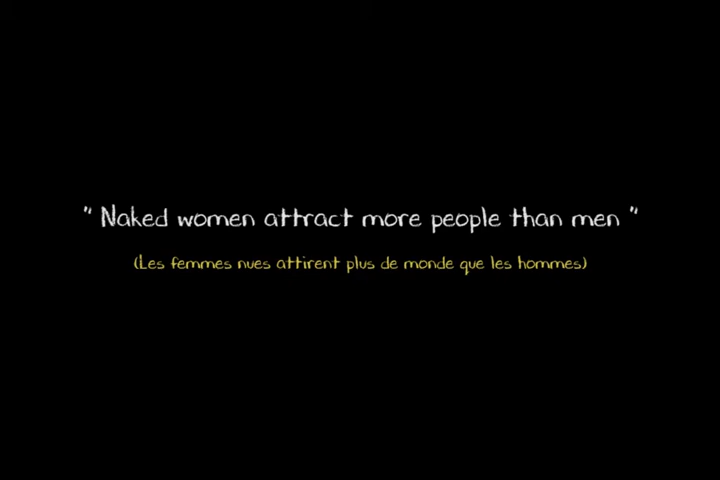 " Naked women attract more people than men "
(Les femmes nues attirent plus de monde que les hommes)